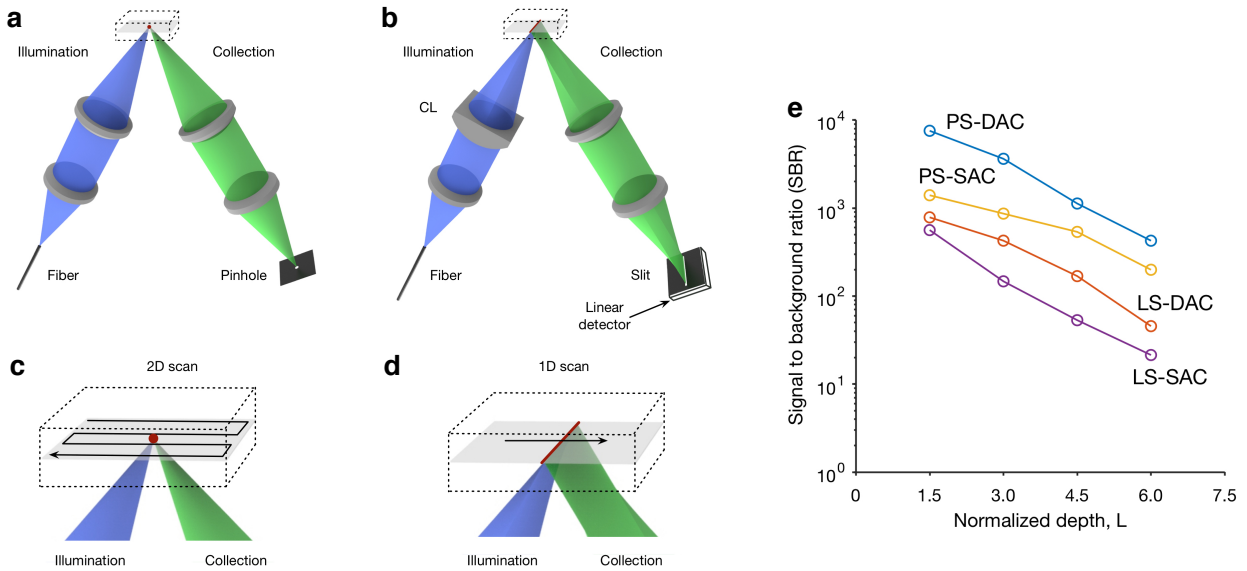 a
Illumination
Collection
Fiber
Pinhole
b
Illumination
Collection
CL
Fiber
Slit
Linear
detector
c
2D scan
Illumination
Collection
d
1D scan
Illumination
Collection
e
Signal to background ratio (SBR)
10^4
10^3
10^2
10^1
10^0
PS-DAC
PS-SAC
LS-DAC
LS-SAC
0
1.5
3.0
4.5
6.0
7.5
Normalized depth, L